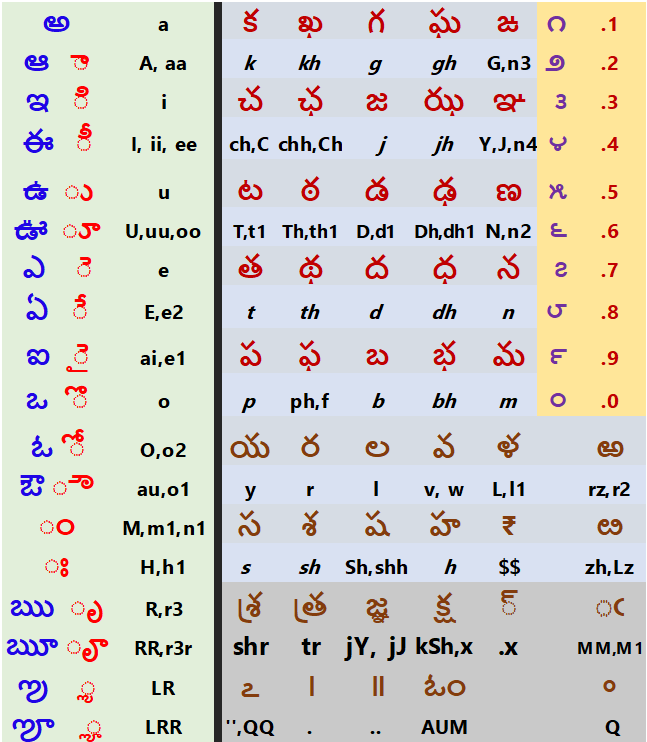 అ a క ఖ గ ఘ ఙ ౧ .1
ఆ ా A, aa k kh g gh G,n3 ౨ .2
ఇ ి i చ ఛ జ ఝ ఞ ౩ .3
ఈ ీ I, ii, ee ch,C chh,Ch j jh Y,J,n4 ౪ .4
ఉ ు u ట ఠ డ ఢ ణ ౫ .5
ఊ ూ U,uu,oo T,t1 Th,th1 D,d1 Dh,dh1 N,n2 ౬ .6
ఎ ె e త థ ద ధ న ౭ .7
ఏ ే E,e2 t th d dh n ౮ .8
ఐ ై ai,e1 ప ఫ బ భ మ ౯ .9
ఒ ొ o p ph,f b bh m ౦ .0
ఓ ో O,o2 య ర ల వ ళ ఱ
ఔ ౌ au,o1 y r l v, w L,l1 rz,r2
ం M,m1,n1 స శ ష హ ₹ ఴ
ః H,h1 s sh Sh,shh h $$ zh,Lz
ఋ ృ R,r3 శ్ర త్ర జ్ఞ క్ష ్ ఁ
ౠ ౄ RR,r3r shr tr jY, jJ kSh,x .x MM,M1
ఌ ౢ LR ఽ । ॥ ఓం °
ౡ ౣ LRR '',QQ . .. AUM Q